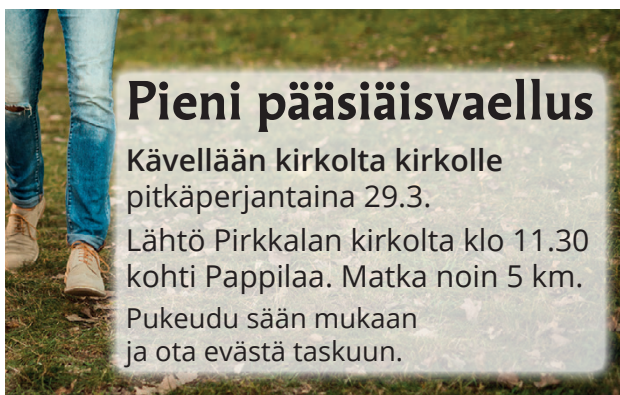 Pieni pääsiäisvaellus
Kävellään kirkolta kirkolle
pitkäperjantaina 29.3.
Lähtö Pirkkalan kirkolta klo 11.30
kohti Pappilaa. Matka noin 5 km.
Pukeudu sään mukaan
ja ota evästä taskuun.